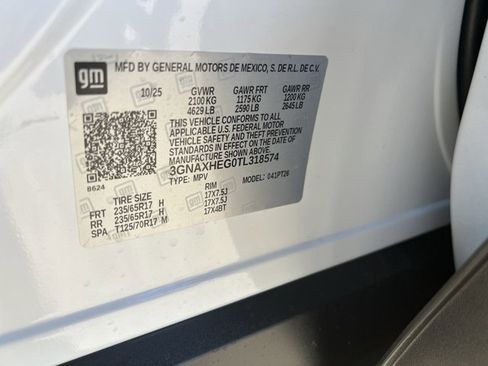 gm
MFD BY GENERAL MOTORS DE MEXICO, S. DE R.L. DE C.V.
10/25 GVWR GAWR FRT GAWR RR
2100 KG 1175 KG 1200 KG
4629 LB 2590 LB 2645 LB
THIS VEHICLE CONFORMS TO ALL
APPLICABLE U.S. FEDERAL MOTOR
VEHICLE SAFETY AND THEFT PREVENTION
STANDARDS IN EFFECT ON THE DATE OF
MANUFACTURE SHOWN ABOVE.
3GNAXHEG0TL318574
8624 TYPE: MPV MODEL: 041PT26
TIRE SIZE RIM
FRT 235/65R17 H 17X7.5J
RR 235/65R17 H 17X7.5J
SPA T125/70R17 M 17X4BT